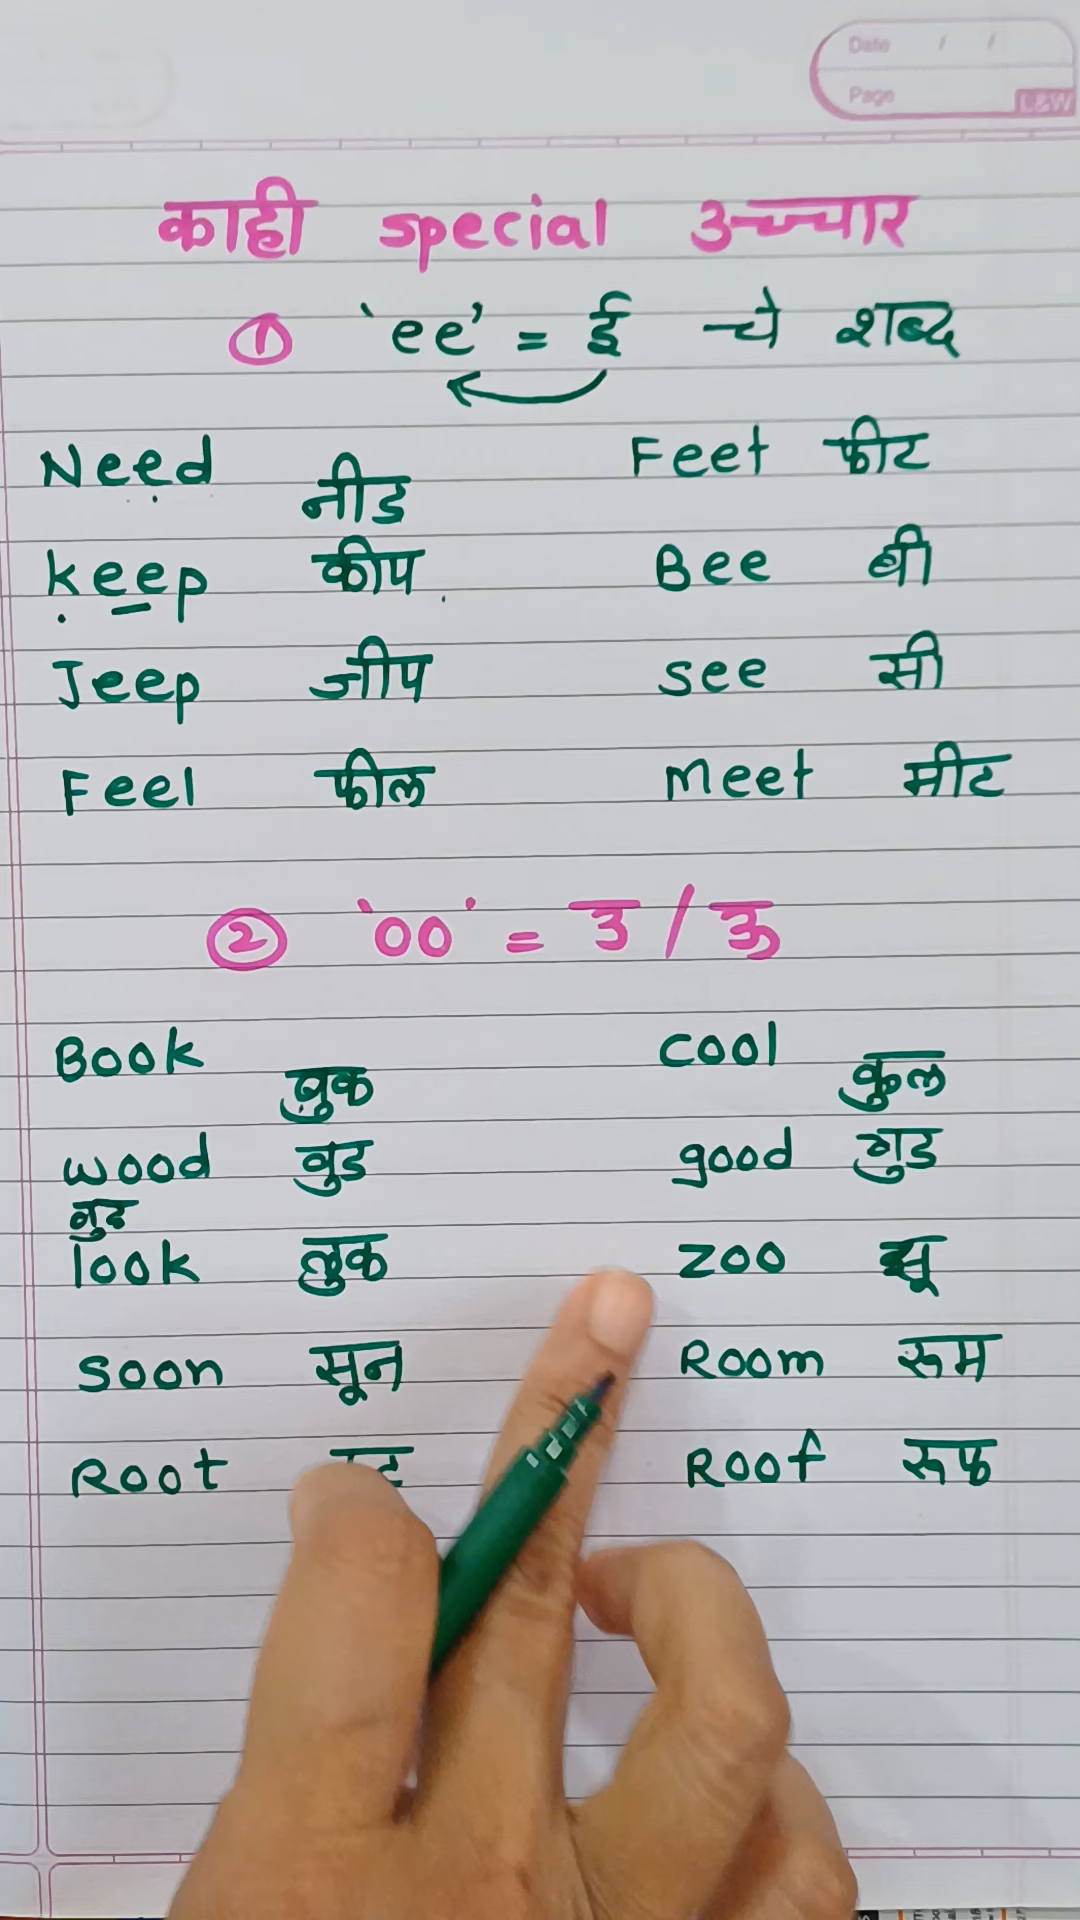 Date / /
Page
L&W
काही special उच्चार
① 'ee' = ई चे शब्द
Need नीड Feet फीट
keep कीप Bee बी
Jeep जीप see सी
Feel फील meet मीट
② 'oo' = उ / ऊ
Book बुक cool कुल
wood वुड good गुड
वुड
look लुक zoo झू
soon सून Room रूम
Root Roof रूफ